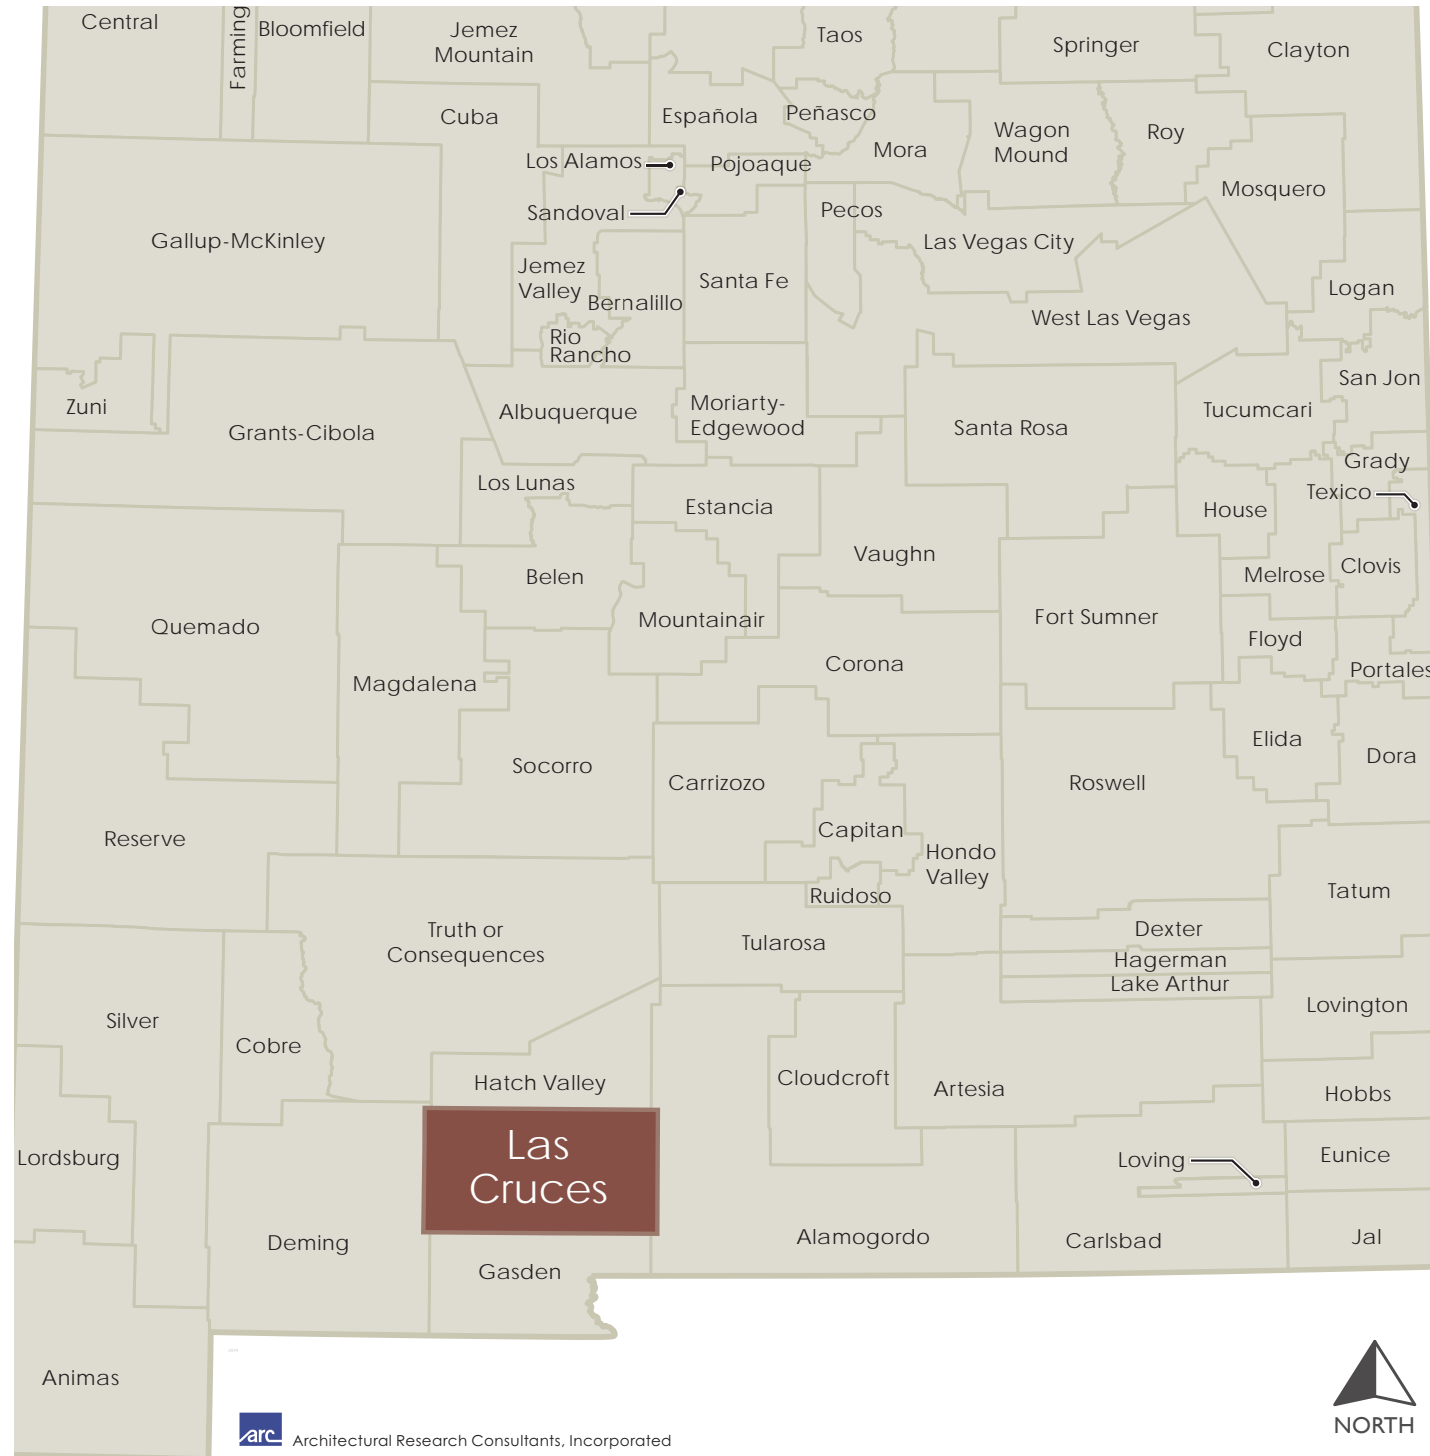 Central
Farming
Bloomfield
Jemez
Mountain
Taos
Springer
Clayton
Cuba
Española
Peñasco
Mora
Wagon
Mound
Roy
Los Alamos
Pojoaque
Mosquero
Sandoval
Pecos
Gallup-McKinley
Las Vegas City
Jemez
Valley
Bernalillo
Santa Fe
Logan
West Las Vegas
Rio
Rancho
San Jon
Zuni
Albuquerque
Moriarty-
Edgewood
Tucumcari
Grants-Cibola
Santa Rosa
Grady
Los Lunas
Texico
Estancia
House
Vaughn
Belen
Clovis
Melrose
Quemado
Mountainair
Fort Sumner
Floyd
Corona
Portales
Magdalena
Elida
Socorro
Dora
Carrizozo
Roswell
Reserve
Capitan
Hondo
Valley
Ruidoso
Tatum
Truth or
Consequences
Tularosa
Dexter
Hagerman
Lake Arthur
Silver
Lovington
Cobre
Hatch Valley
Cloudcroft
Artesia
Hobbs
Las
Cruces
Lordsburg
Loving
Eunice
Deming
Alamogordo
Carlsbad
Jal
Gasden
Animas
NORTH
arc
Architectural Research Consultants, Incorporated